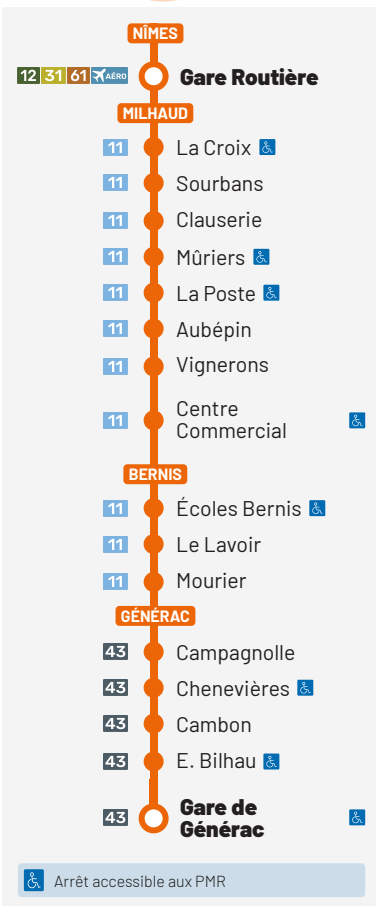 NÎMES
12 31 61 AÉRO Gare Routière
MILHAUD
11 La Croix
11 Sourbans
11 Clauserie
11 Mûriers
11 La Poste
11 Aubépin
11 Vignerons
11 Centre
Commercial
BERNIS
11 Écoles Bernis
11 Le Lavoir
11 Mourier
GÉNÉRAC
43 Campagnolle
43 Chenevières
43 Cambon
43 E. Bilhau
43 Gare de
Générac
Arrêt accessible aux PMR